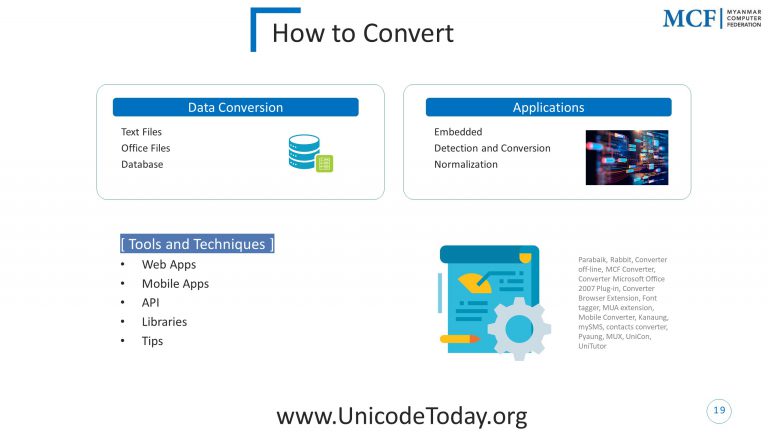 How to Convert
MCF
MYANMAR
COMPUTER
FEDERATION
Data Conversion
Text Files
Office Files
Database
Applications
Embedded
Detection and Conversion
Normalization
[ Tools and Techniques ]
• Web Apps
• Mobile Apps
• API
• Libraries
• Tips
Parabaik, Rabbit, Converter
off-line, MCF Converter,
Converter Microsoft Office
2007 Plug-in, Converter
Browser Extension, Font
tagger, MUA extension,
Mobile Converter, Kanaung,
mySMS, contacts converter,
Pyaung, MUX, UniCon,
UniTutor
www.UnicodeToday.org
19